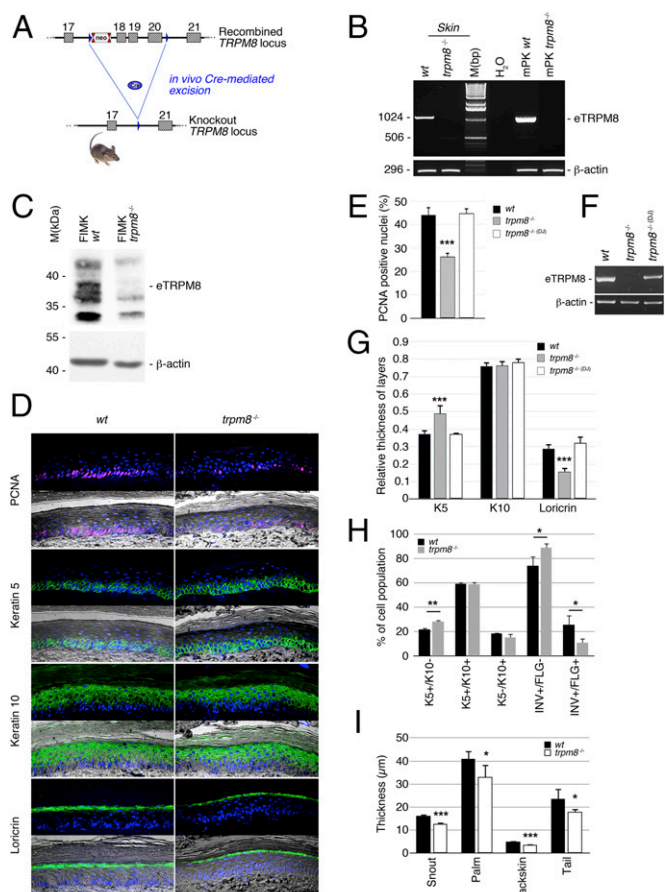 A
17
neo
18
19
20
21
Recombined
TRPM8 locus
Cre
in vivo Cre-mediated
excision
17
21
Knockout
TRPM8 locus
B
Skin
wt
trpm8-/-
M(bp)
H2O
mPK wt
mPK trpm8-/-
1024
506
296
eTRPM8
β-actin
C
M(kDa)
FIMK
wt
FIMK
trpm8-/-
40
35
55
40
eTRPM8
β-actin
D
wt
trpm8-/-
PCNA
Keratin 5
Keratin 10
Loricrin
E
PCNA positive nuclei (%)
50
40
30
20
10
0
***
wt
trpm8-/-
trpm8-/- (DJ)
F
wt
trpm8-/-
trpm8-/- (DJ)
eTRPM8
β-actin
G
Relative thickness of layers
0.9
0.8
0.7
0.6
0.5
0.4
0.3
0.2
0.1
0
***
***
K5
K10
Loricrin
wt
trpm8-/-
trpm8-/- (DJ)
H
% of cell population
100
80
60
40
20
0
wt
trpm8-/-
**
*
*
K5+/K10-
K5+/K10+
K5-/K10+
INV+/FLG-
INV+/FLG+
I
Thickness (µm)
60
50
40
30
20
10
0
***
*
***
*
wt
trpm8-/-
Snout
Palm
ackskin
Tail